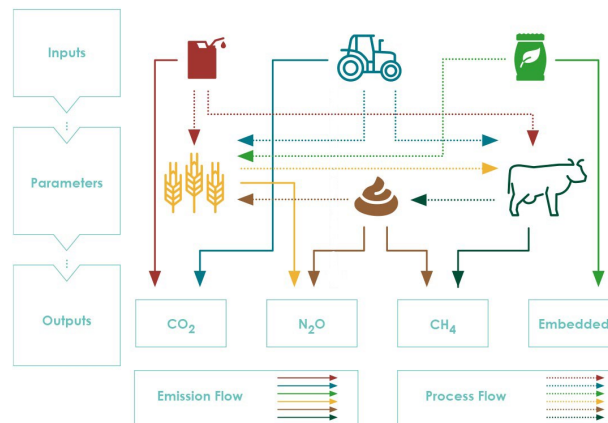 Inputs
Parameters
Outputs
CO2
N2O
CH4
Embedded
Emission Flow
Process Flow